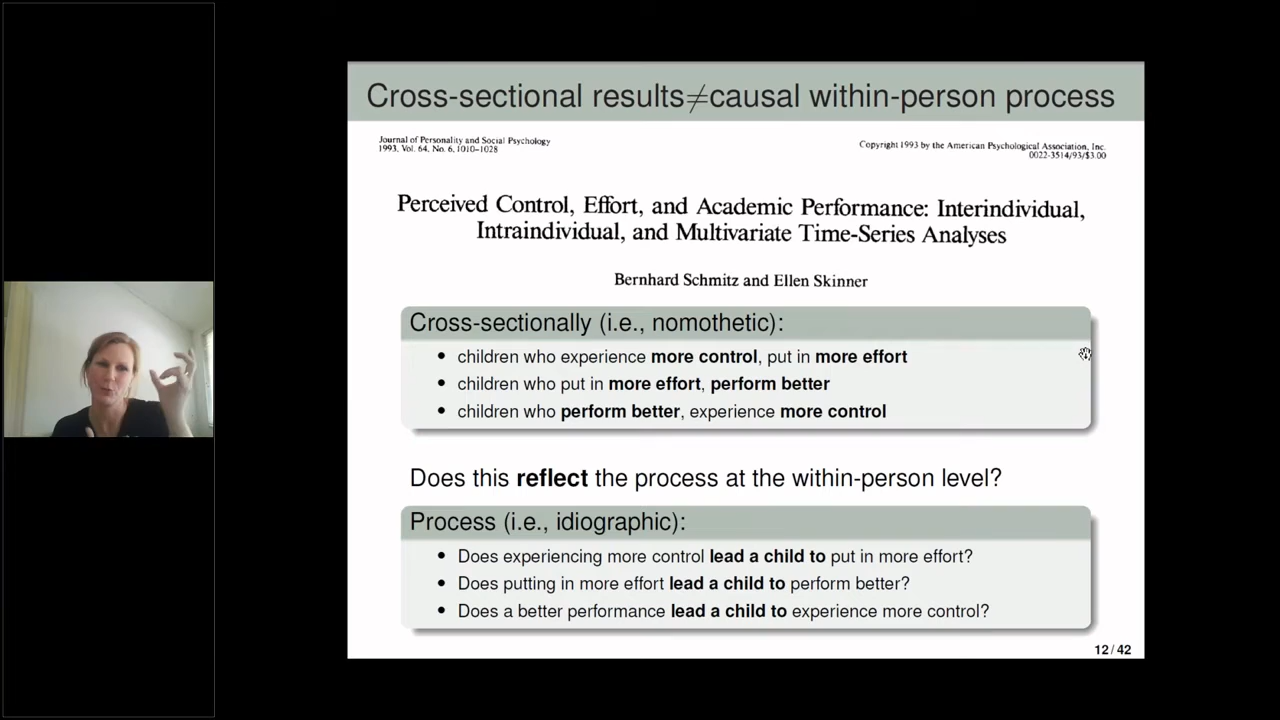 Cross-sectional results≠causal within-person process
Journal of Personality and Social Psychology
1993, Vol. 64, No. 6, 1010-1028
Copyright 1993 by the American Psychological Association, Inc.
0022-3514/93/$3.00
Perceived Control, Effort, and Academic Performance: Interindividual,
Intraindividual, and Multivariate Time-Series Analyses
Bernhard Schmitz and Ellen Skinner
Cross-sectionally (i.e., nomothetic):
• children who experience more control, put in more effort
• children who put in more effort, perform better
• children who perform better, experience more control
Does this reflect the process at the within-person level?
Process (i.e., idiographic):
• Does experiencing more control lead a child to put in more effort?
• Does putting in more effort lead a child to perform better?
• Does a better performance lead a child to experience more control?
12 / 42